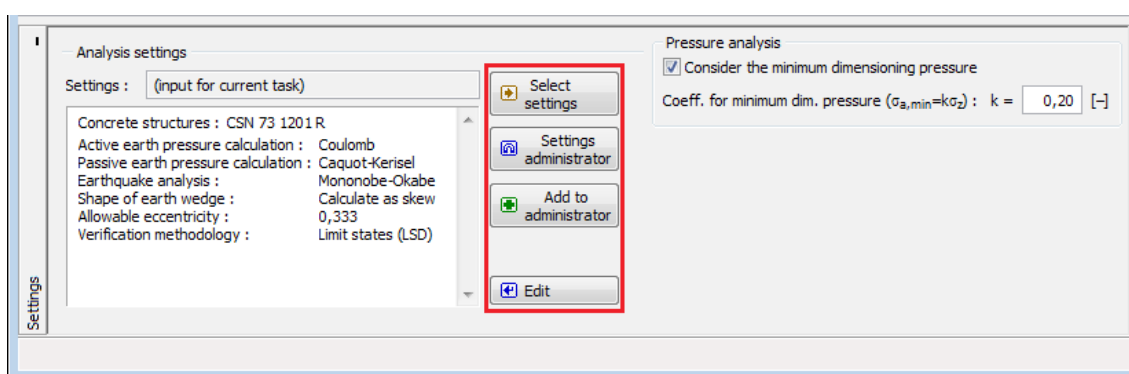 Analysis settings
Settings : (input for current task)
Concrete structures : CSN 73 1201 R
Active earth pressure calculation : Coulomb
Passive earth pressure calculation : Caquot-Kerisel
Earthquake analysis : Mononobe-Okabe
Shape of earth wedge : Calculate as skew
Allowable eccentricity : 0,333
Verification methodology : Limit states (LSD)
Select
settings
Settings
administrator
Add to
administrator
Edit
Pressure analysis
Consider the minimum dimensioning pressure
Coeff. for minimum dim. pressure (σa,min=kσz) : k = 0,20 [–]
Settings